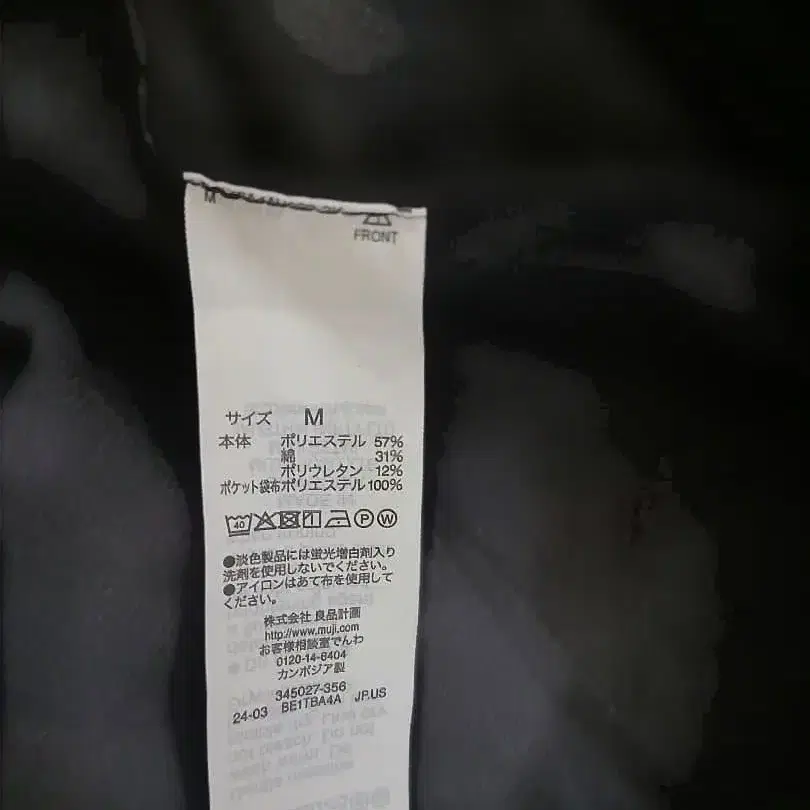 M
FRONT
サイズ M
本体 ポリエステル 57%
綿 31%
ポリウレタン 12%
ポケット袋布ポリエステル100%
40 P W
●淡色製品には蛍光増白剤入り
洗剤を使用しないでください。
●アイロンはあて布を使用して
ください。
株式会社 良品計画
http://www.muji.com
お客様相談室でんわ
0120-14-6404
カンボジア製
345027-356
24-03 BE1TBA4A JP.US